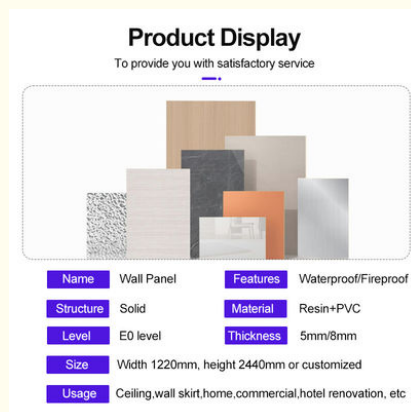 Product Display
To provide you with satisfactory service
Name Wall Panel Features Waterproof/Fireproof
Structure Solid Material Resin+PVC
Level E0 level Thickness 5mm/8mm
Size Width 1220mm, height 2440mm or customized
Usage Ceiling,wall skirt,home,commercial,hotel renovation, etc